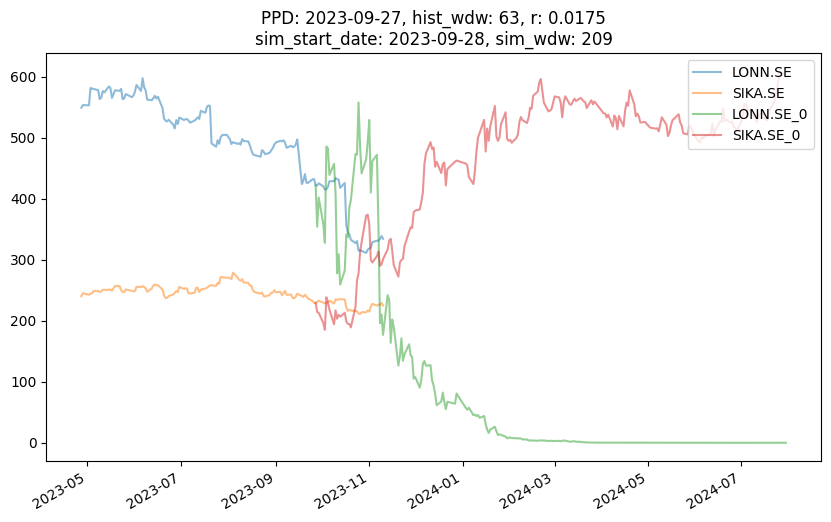 PPD: 2023-09-27, hist_wdw: 63, r: 0.0175
sim_start_date: 2023-09-28, sim_wdw: 209
LONN.SE
SIKA.SE
LONN.SE_0
SIKA.SE_0
600
500
400
300
200
100
0
2023-05
2023-07
2023-09
2023-11
2024-01
2024-03
2024-05
2024-07